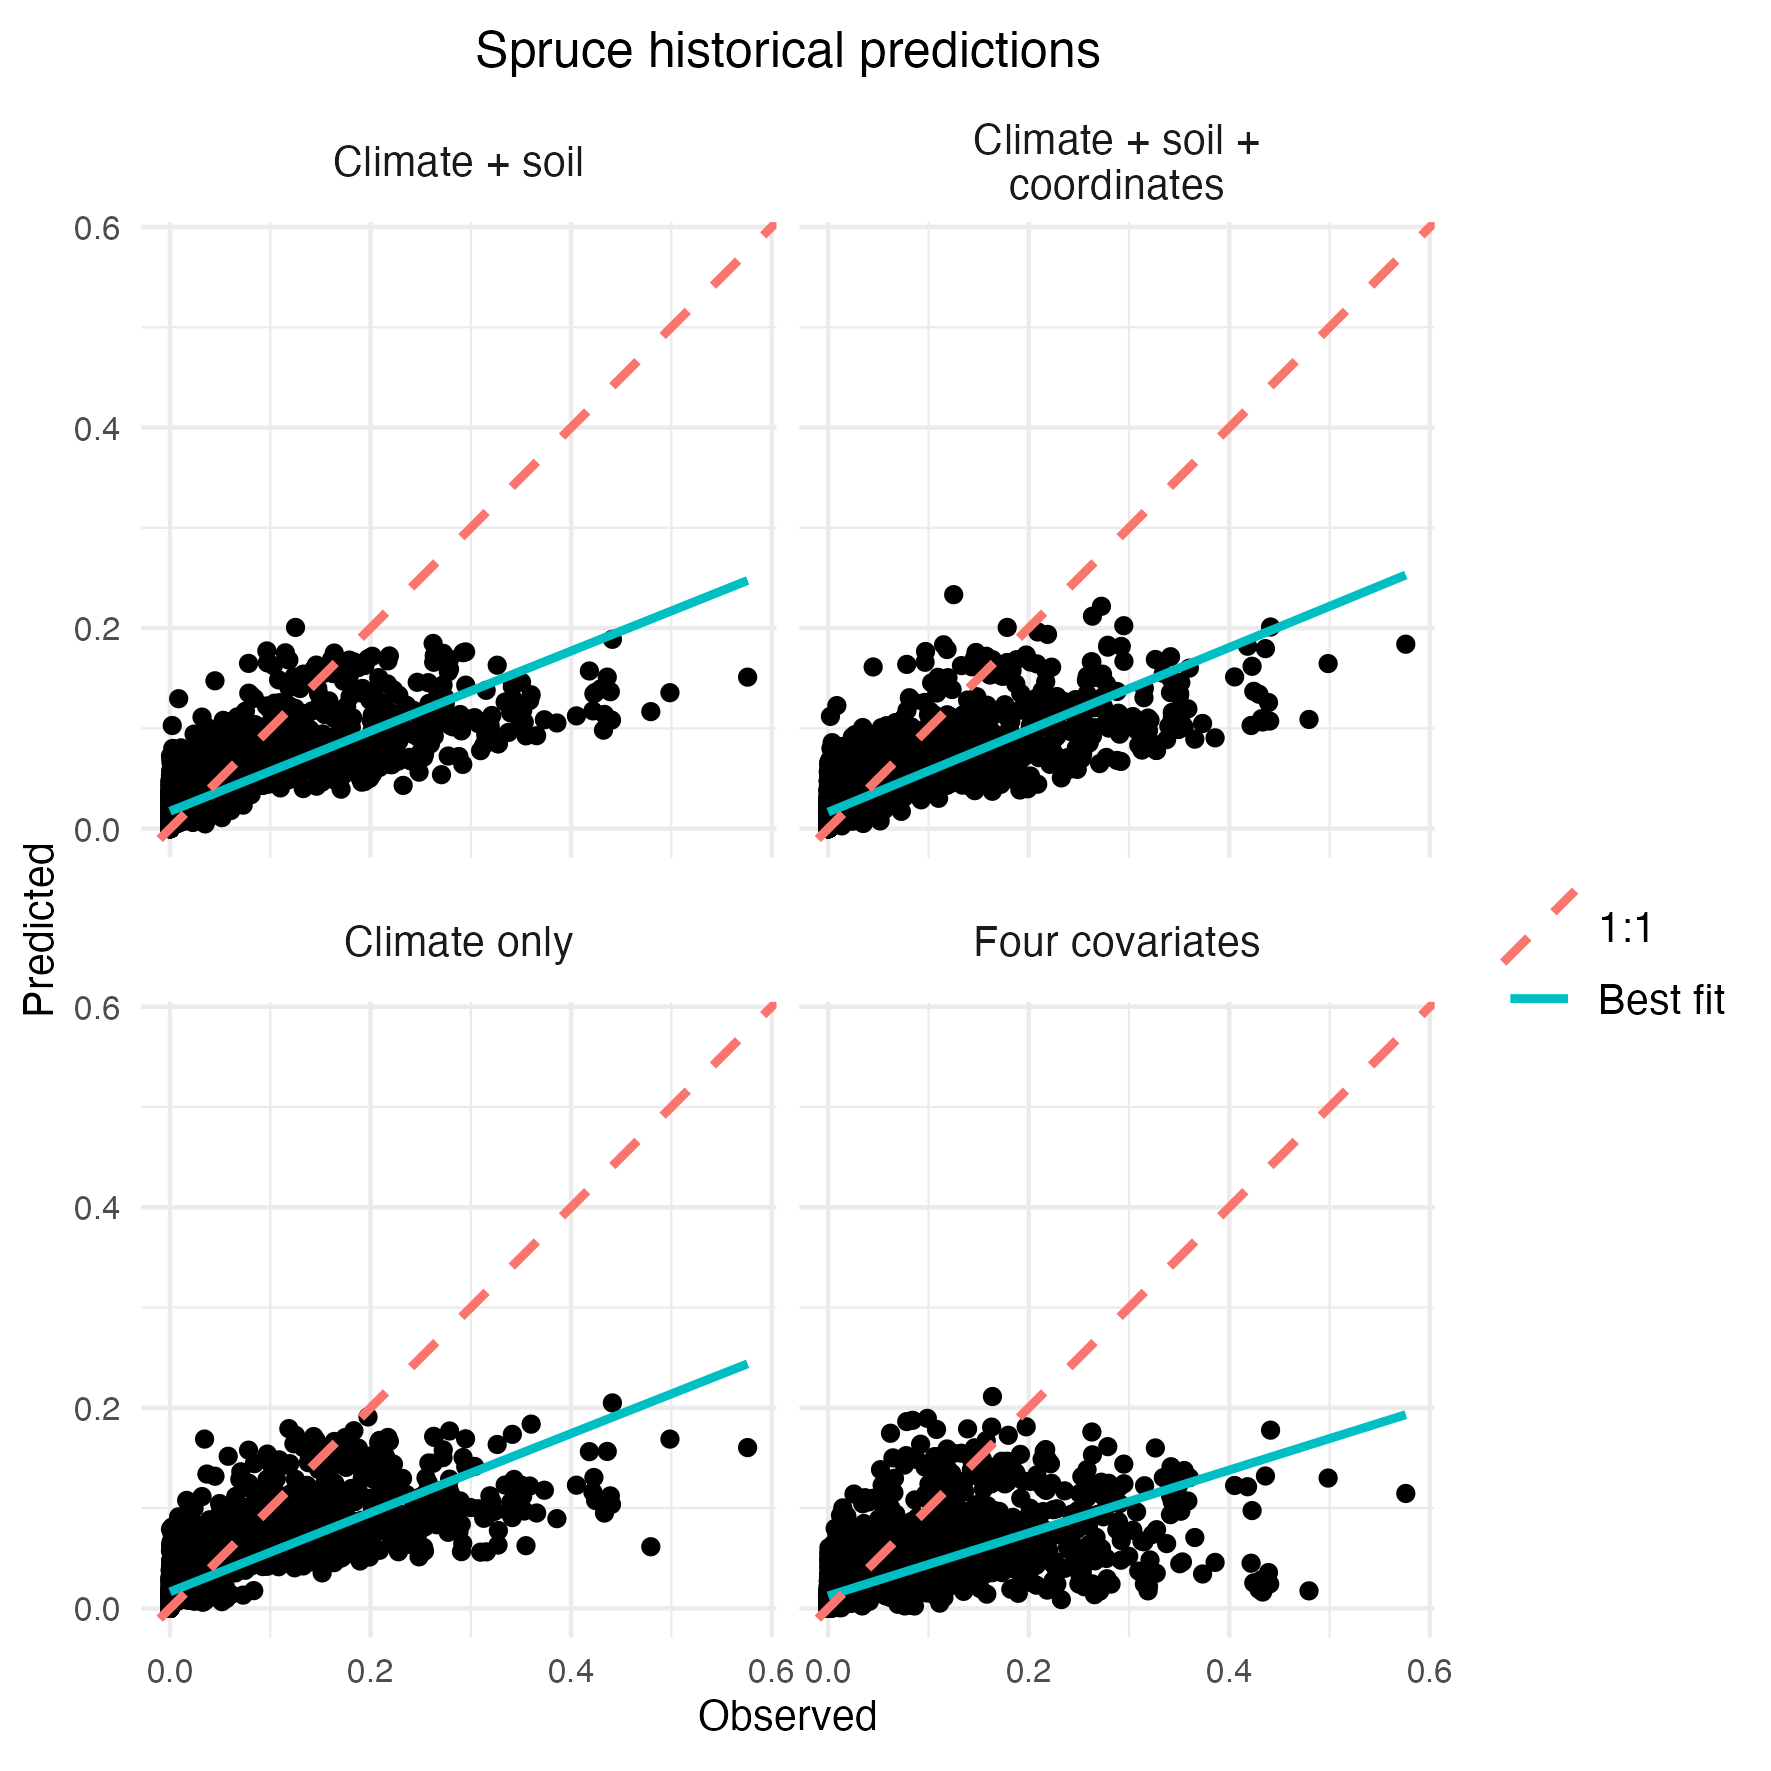 Spruce historical predictions
Climate + soil
Climate + soil +
coordinates
0.6
0.4
0.2
0.0
Climate only
Four covariates
0.6
0.4
0.2
0.0
0.0 0.2 0.4 0.6
0.0 0.2 0.4 0.6
Observed
Predicted
1:1
Best fit